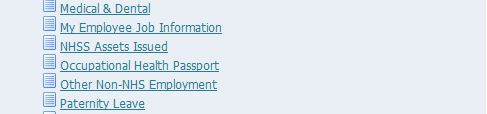 Medical & Dental
My Employee Job Information
NHSS Assets Issued
Occupational Health Passport
Other Non-NHS Employment
Paternity Leave